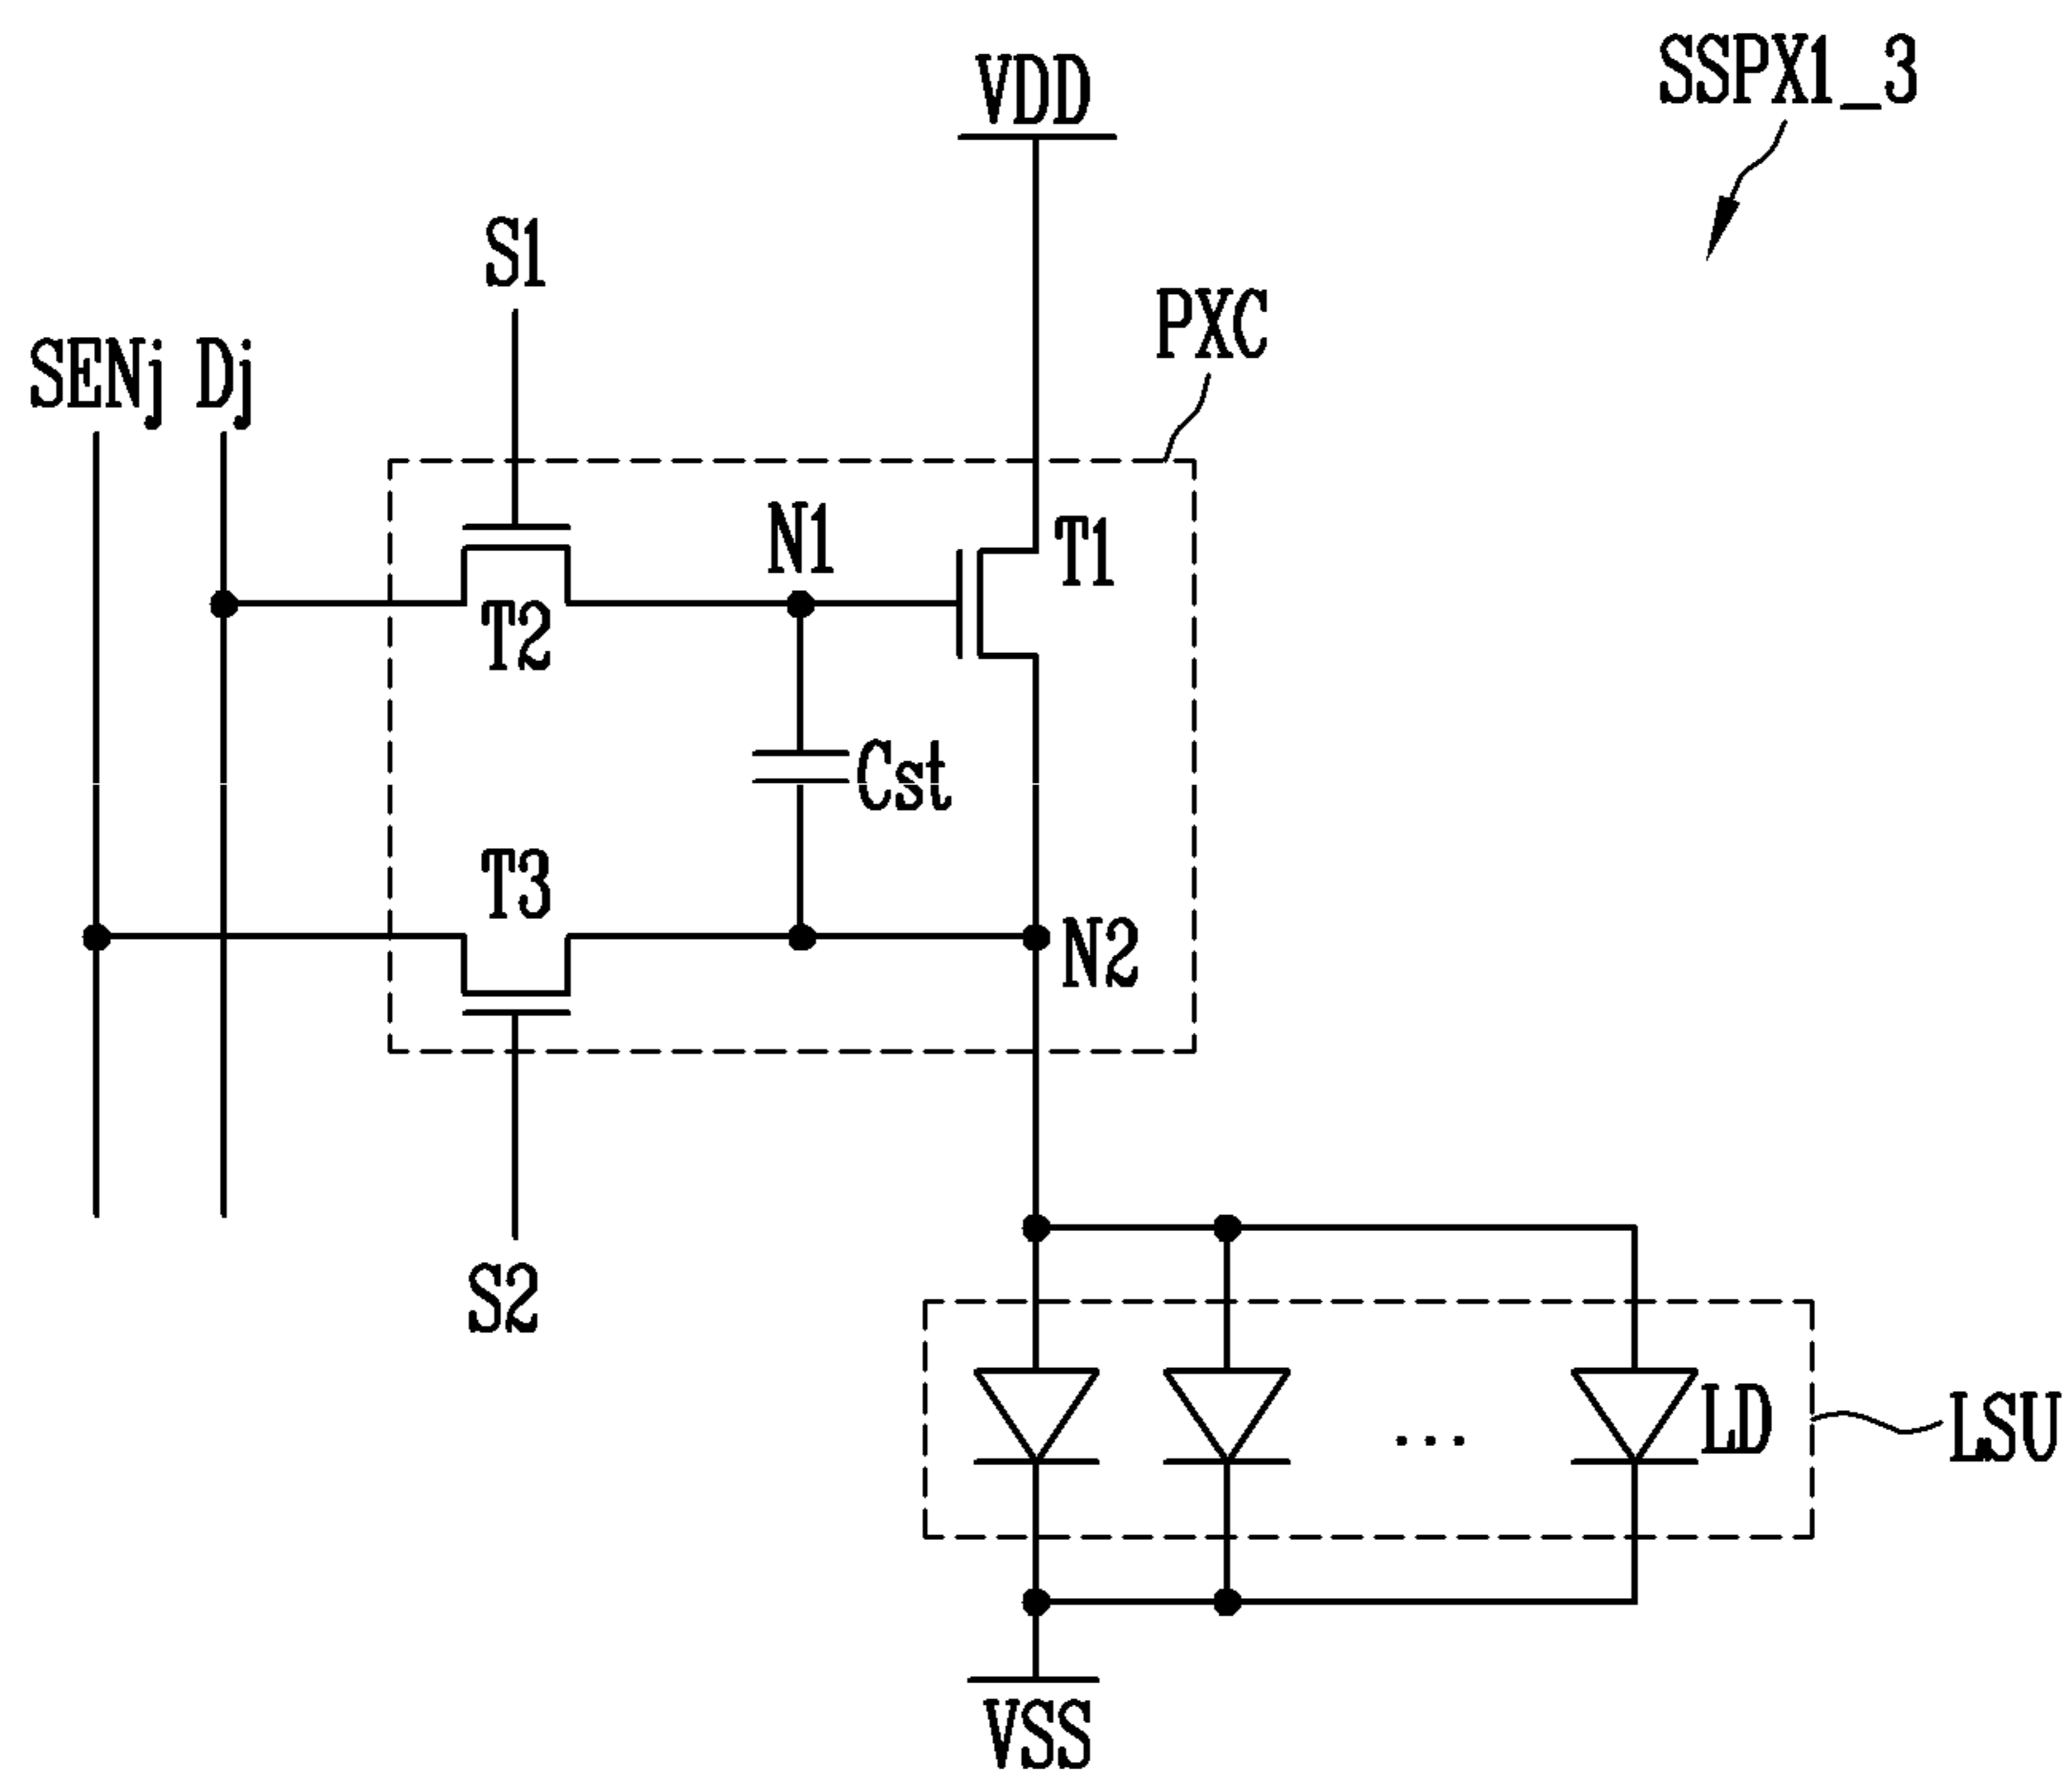 VDD
SSPX1_3
S1
PXC
SENj
Dj
N1
T1
T2
Cst
T3
N2
S2
LD
LSU
VSS